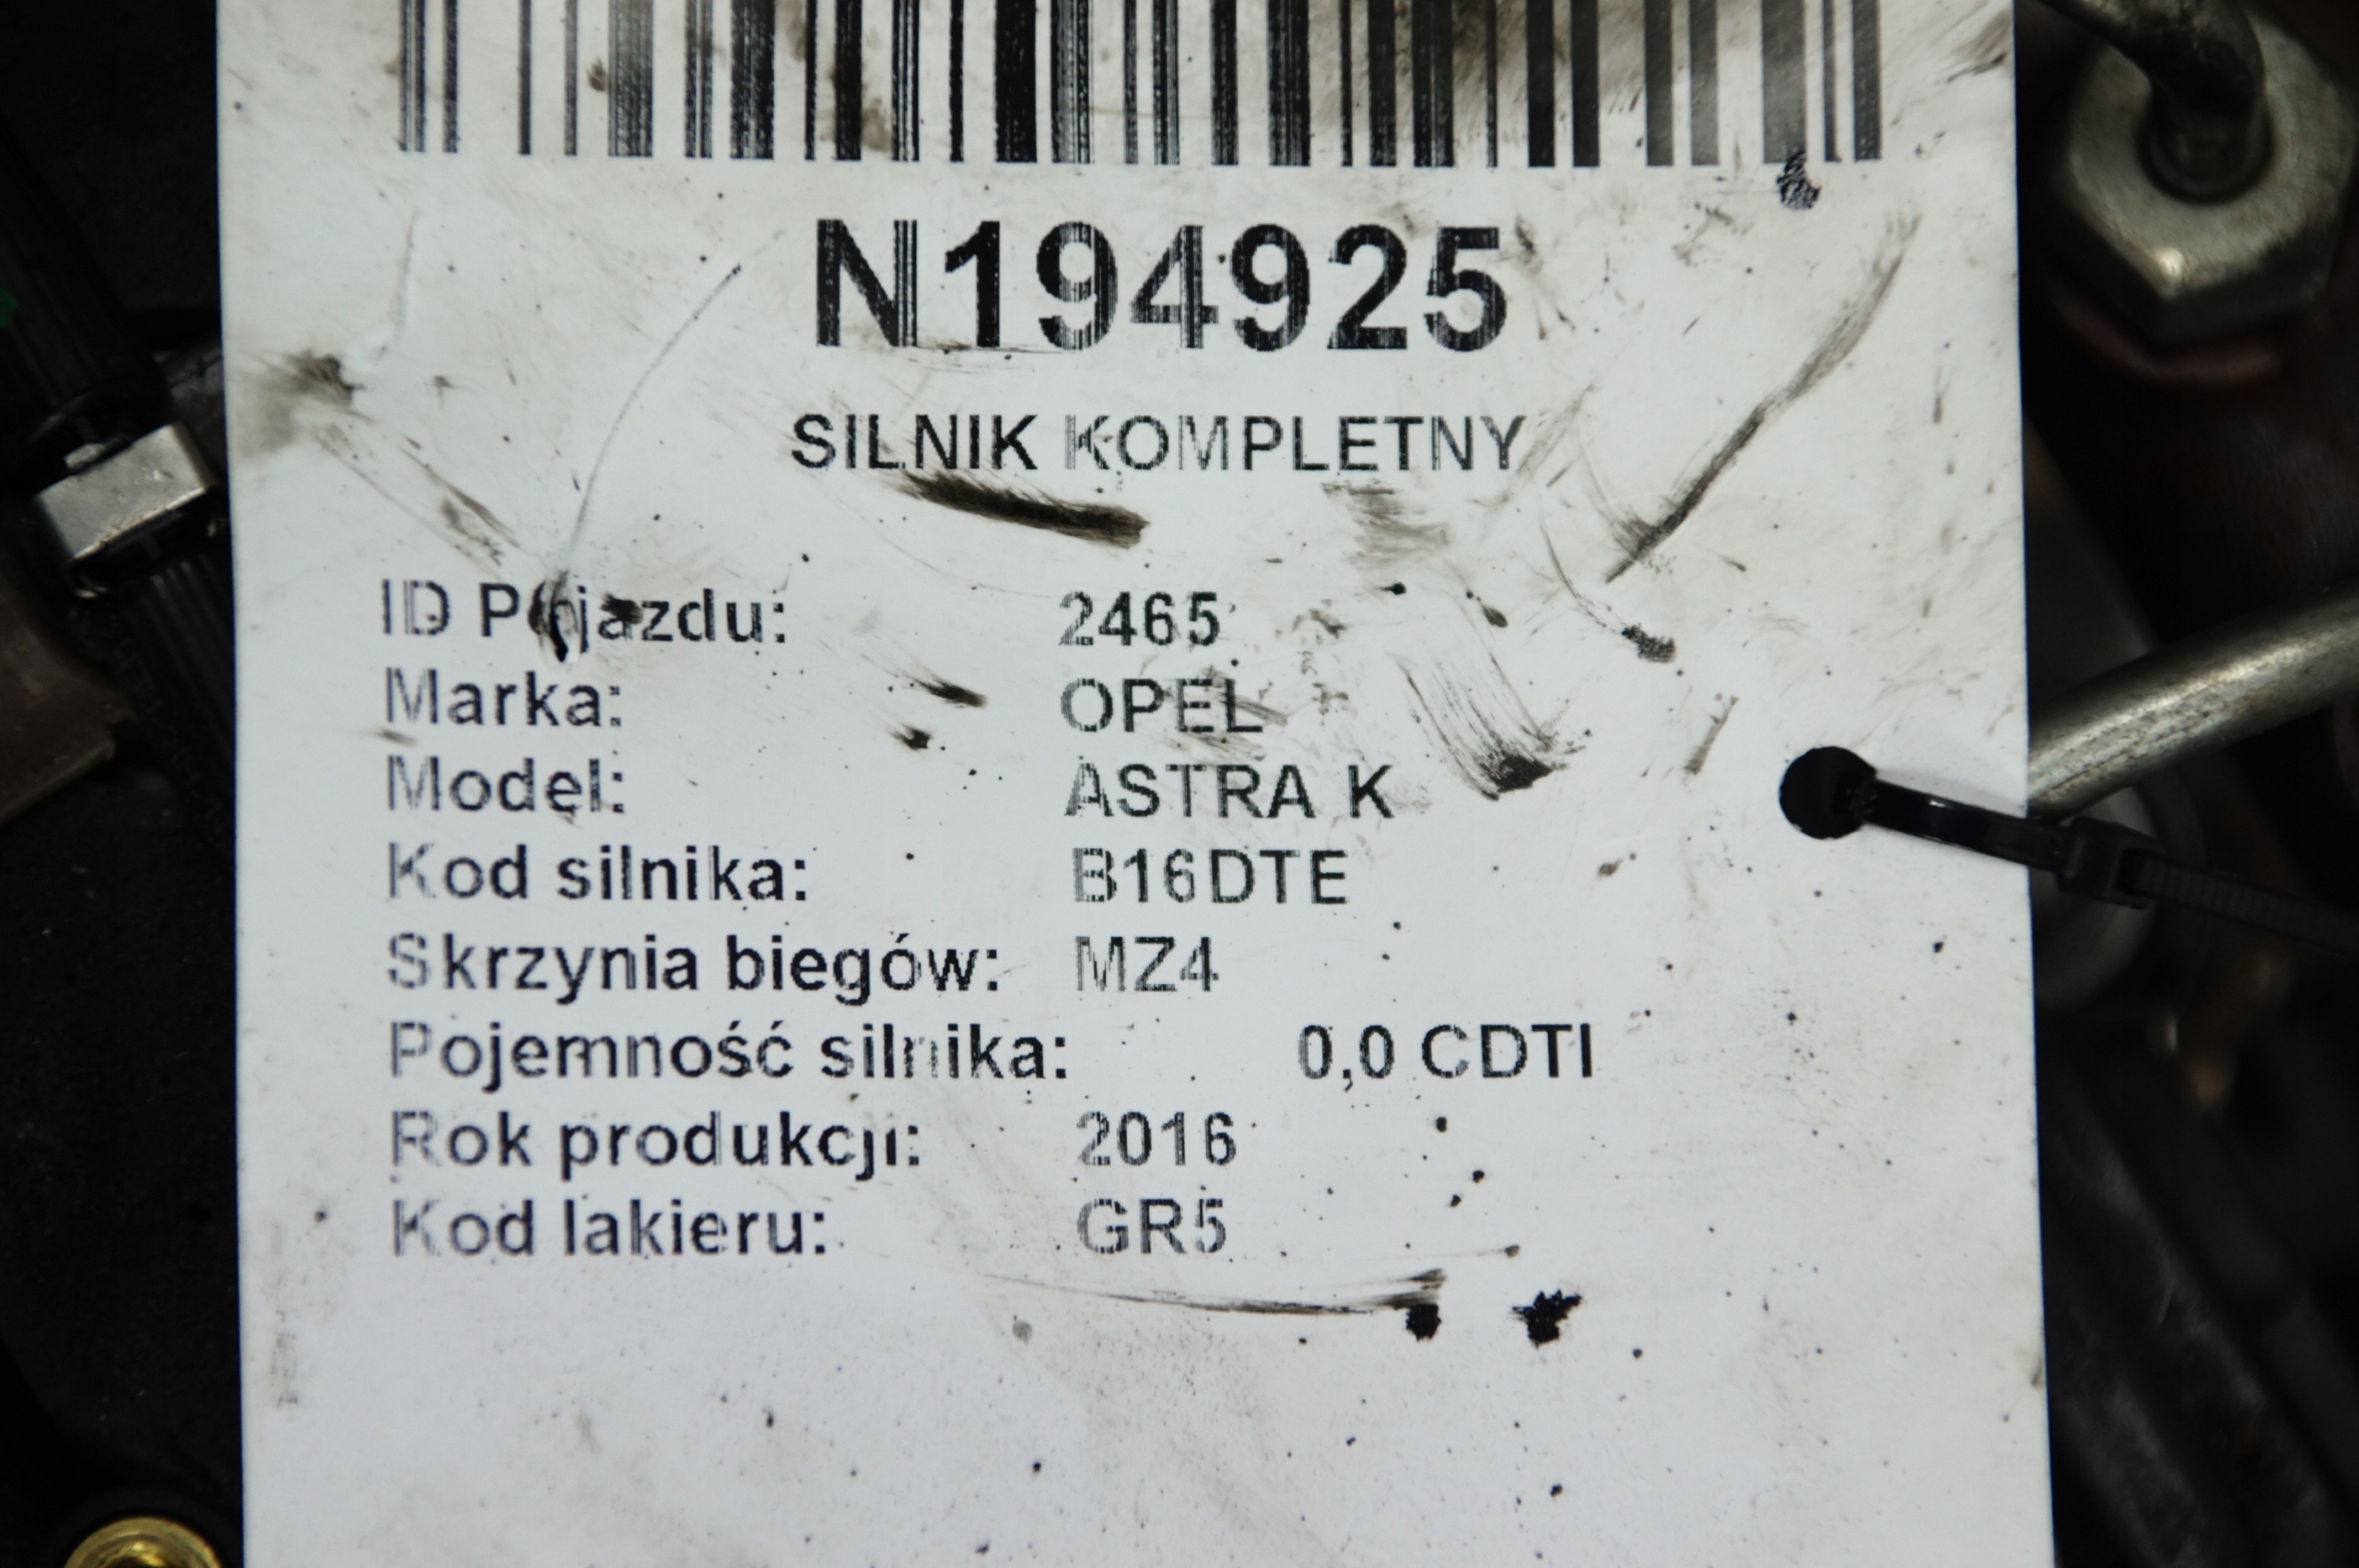 N194925
SILNIK KOMPLETNY
ID Pojazdu: 2465
Marka: OPEL
Model: ASTRA K
Kod silnika: B16DTE
Skrzynia biegów: MZ4
Pojemność silnika: 0,0 CDTI
Rok produkcji: 2016
Kod lakieru: GR5